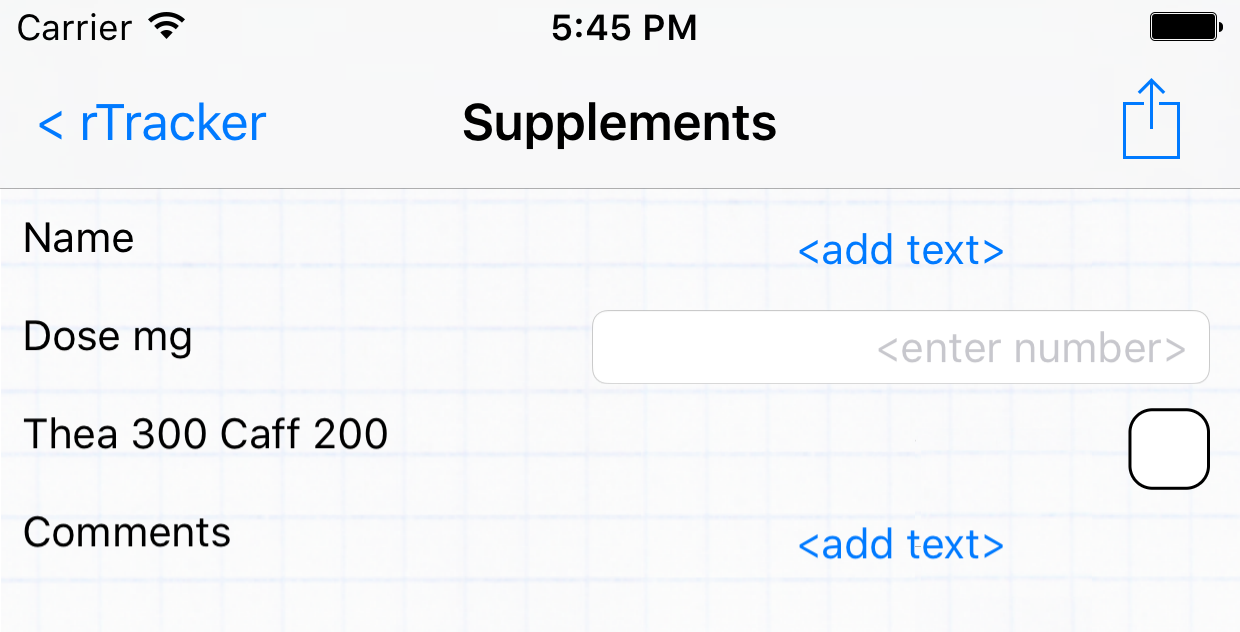 Carrier 5:45 PM
< rTracker Supplements
Name <add text>
Dose mg <enter number>
Thea 300 Caff 200
Comments <add text>